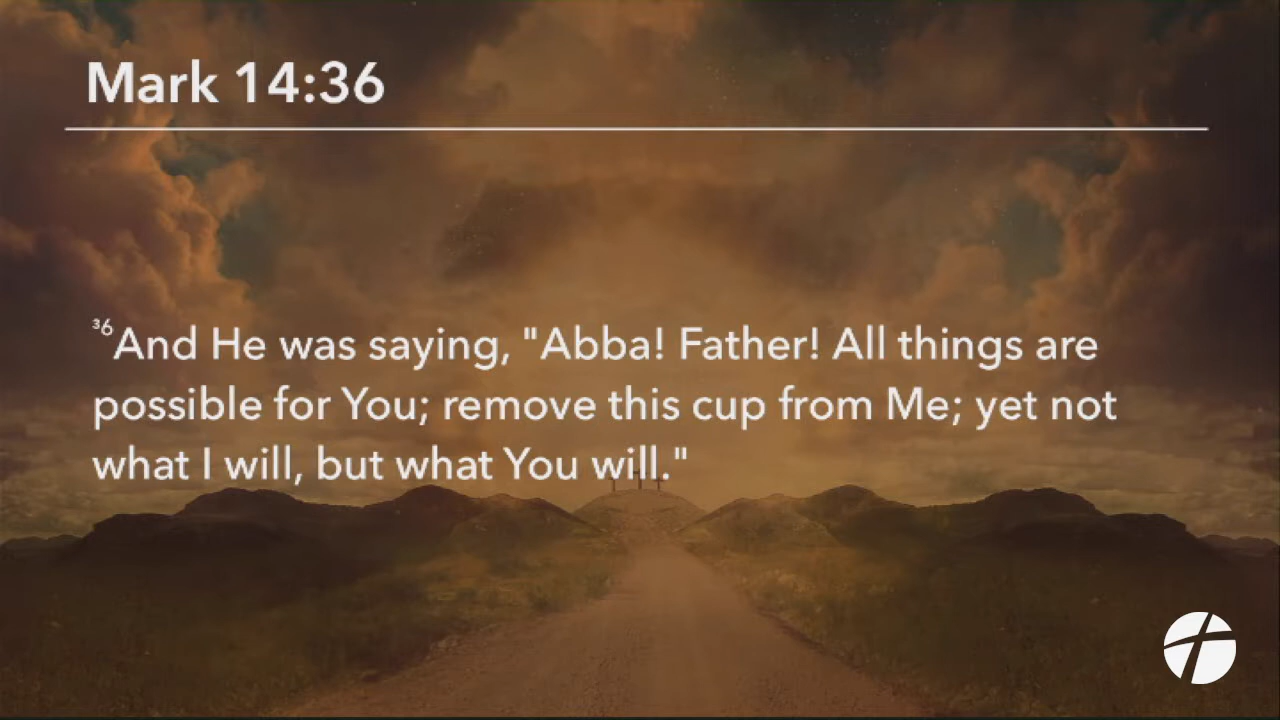 Mark 14:36
³⁶And He was saying, "Abba! Father! All things are
possible for You; remove this cup from Me; yet not
what I will, but what You will."